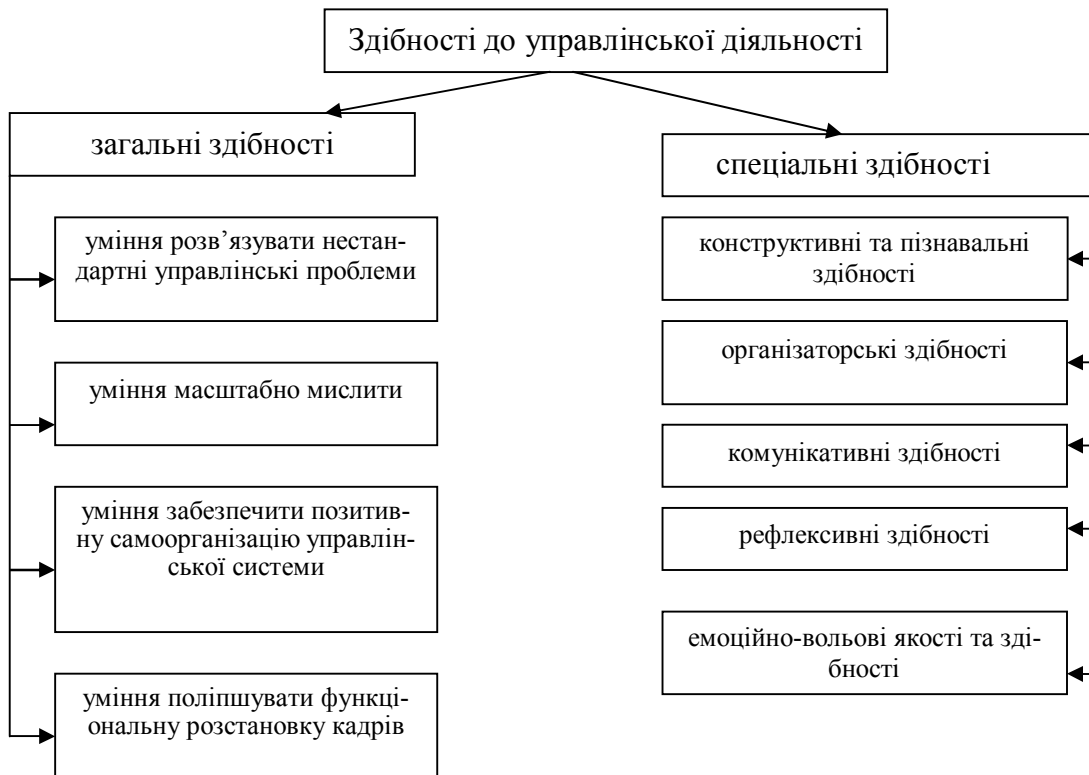 Здібності до управлінської діяльності
загальні здібності
уміння розв’язувати нестан-
дартні управлінські проблеми
уміння масштабно мислити
уміння забезпечити позитив-
ну самоорганізацію управлін-
ської системи
уміння поліпшувати функці-
ональну розстановку кадрів
спеціальні здібності
конструктивні та пізнавальні
здібності
організаторські здібності
комунікативні здібності
рефлексивні здібності
емоційно-вольові якості та зді-
бності